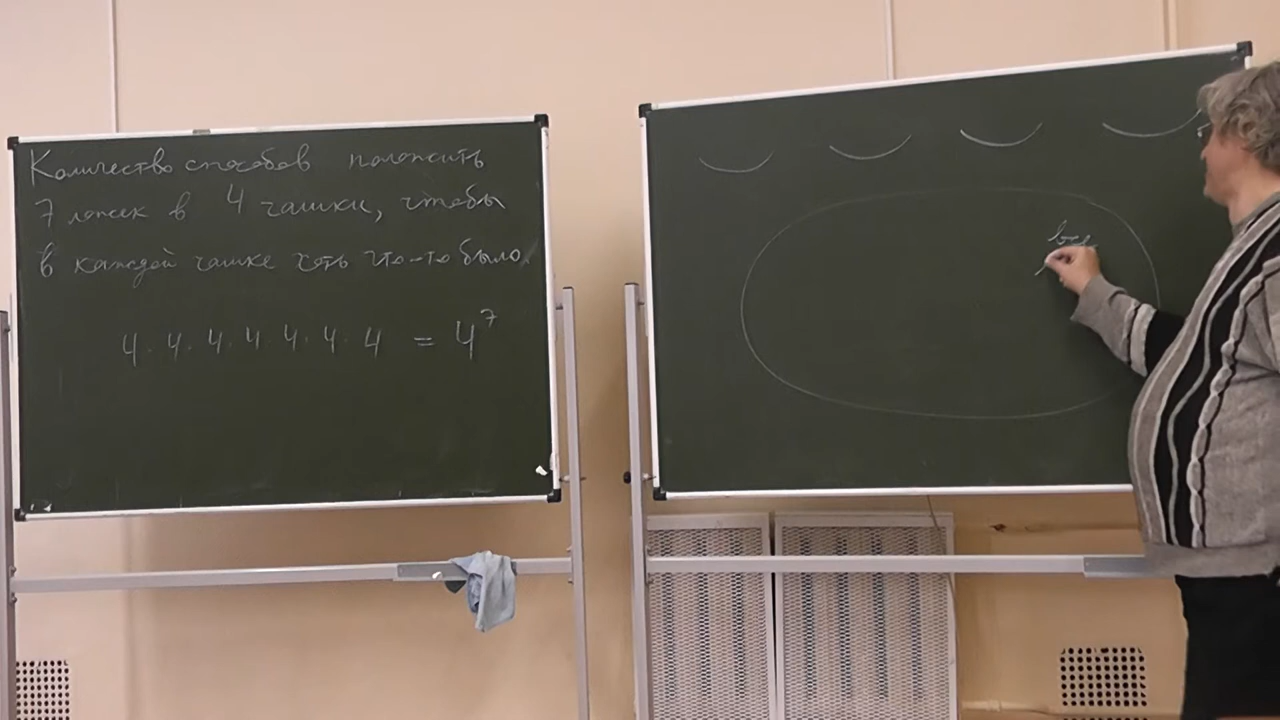 Количество способов положить
7 ложек в 4 чашки, чтобы
в каждой чашке хоть что-то было.
4 · 4 · 4 · 4 · 4 · 4 · 4 = 4⁷
все